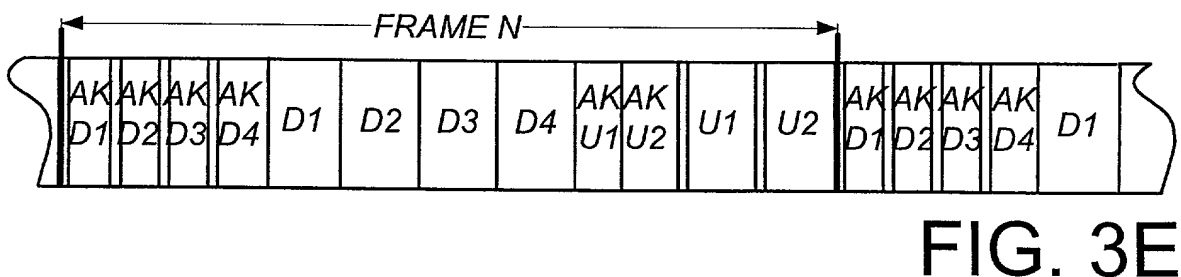 FRAME N
AK AK AK AK D1 D2 D3 D4 AK AK U1 U2 AK AK AK AK D1
D1 D2 D3 D4 U1 U2 D1 D2 D3 D4
FIG. 3E